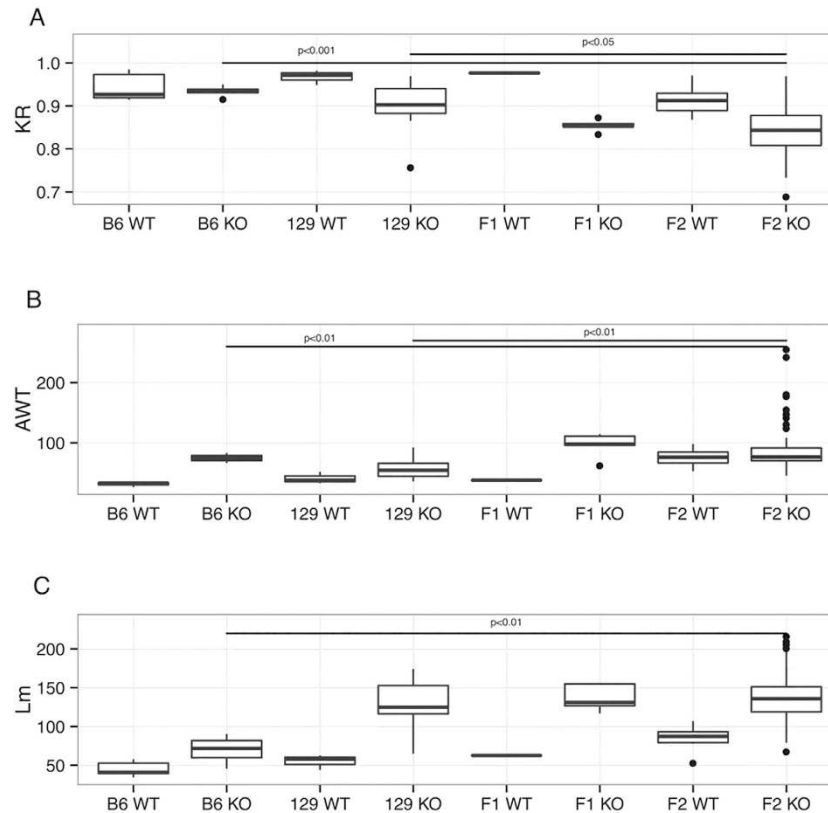 A
p<0.001
p<0.05
1.0
0.9
0.8
0.7
KR
B6 WT B6 KO 129 WT 129 KO F1 WT F1 KO F2 WT F2 KO
B
p<0.01
p<0.01
200
100
AWT
B6 WT B6 KO 129 WT 129 KO F1 WT F1 KO F2 WT F2 KO
C
p<0.01
200
150
100
50
Lm
B6 WT B6 KO 129 WT 129 KO F1 WT F1 KO F2 WT F2 KO